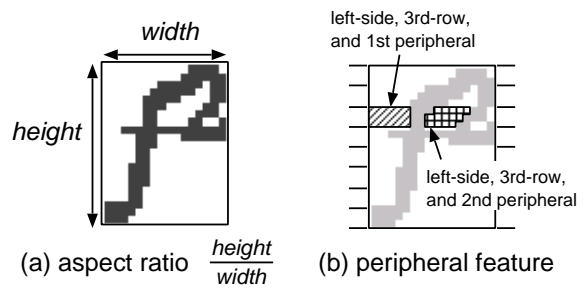 width
height
left-side, 3rd-row,
and 1st peripheral
left-side, 3rd-row,
and 2nd peripheral
(a) aspect ratio height
width
(b) peripheral feature